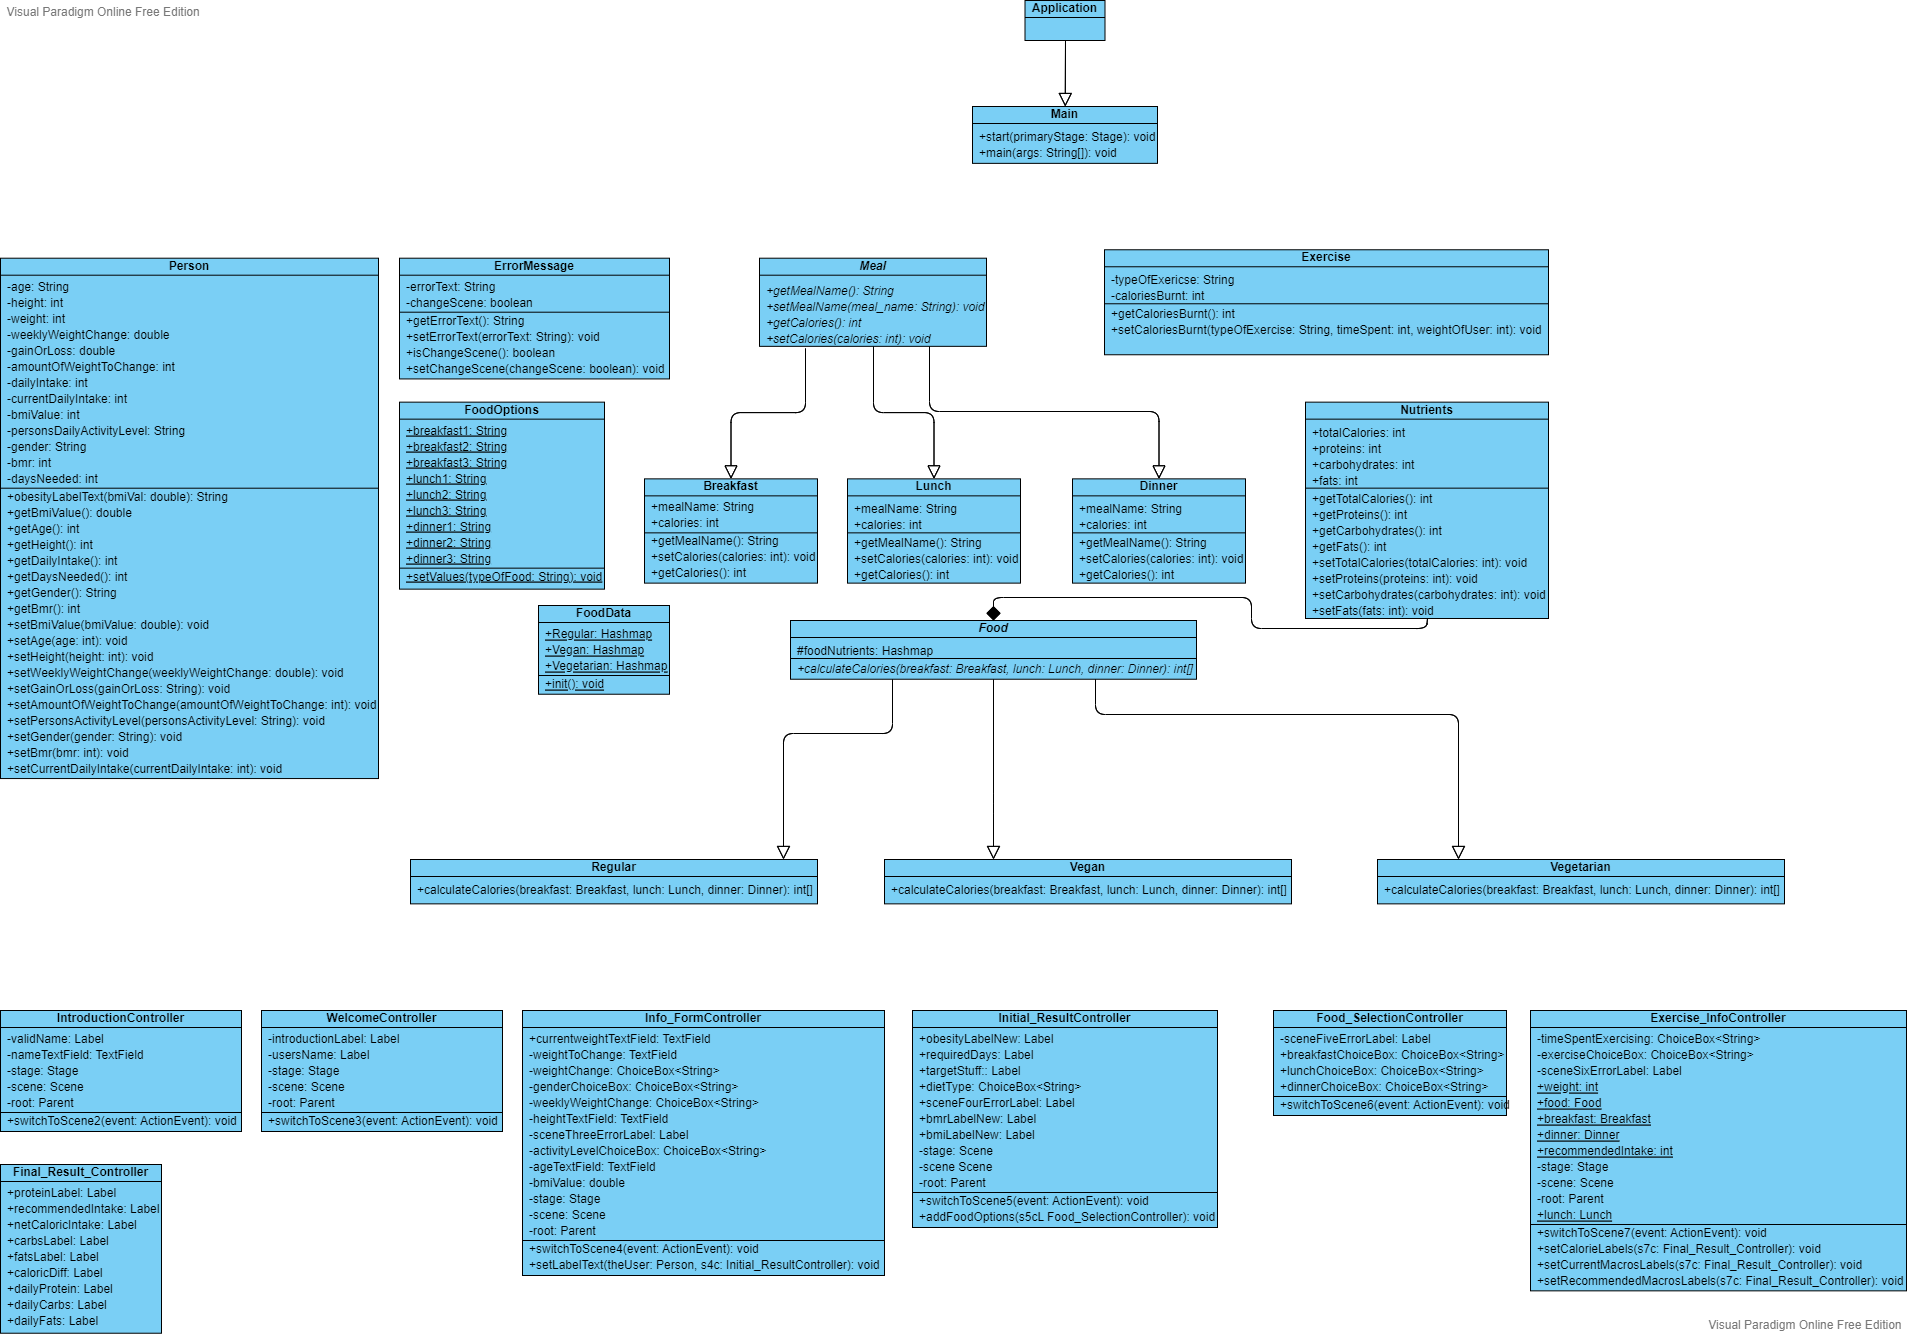 Visual Paradigm Online Free Edition
Application
Main
+start(primaryStage: Stage): void
+main(args: String[]): void
Person
-age: String
-height: int
-weight: int
-weeklyWeightChange: double
-gainOrLoss: double
-amountOfWeightToChange: int
-dailyIntake: int
-currentDailyIntake: int
-bmiValue: int
-personsDailyActivityLevel: String
-gender: String
-bmr: int
-daysNeeded: int
+obesityLabelText(bmiVal: double): String
+getBmiValue(): double
+getAge(): int
+getHeight(): int
+getDailyIntake(): int
+getDaysNeeded(): int
+getGender(): String
+getBmr(): int
+setBmiValue(bmiValue: double): void
+setAge(age: int): void
+setHeight(height: int): void
+setWeeklyWeightChange(weeklyWeightChange: double): void
+setGainOrLoss(gainOrLoss: String): void
+setAmountOfWeightToChange(amountOfWeightToChange: int): void
+setPersonsActivityLevel(personsActivityLevel: String): void
+setGender(gender: String): void
+setBmr(bmr: int): void
+setCurrentDailyIntake(currentDailyIntake: int): void
ErrorMessage
-errorText: String
-changeScene: boolean
+getErrorText(): String
+setErrorText(errorText: String): void
+isChangeScene(): boolean
+setChangeScene(changeScene: boolean): void
FoodOptions
+breakfast1: String
+breakfast2: String
+breakfast3: String
+lunch1: String
+lunch2: String
+lunch3: String
+dinner1: String
+dinner2: String
+dinner3: String
+setValues(typeOfFood: String): void
FoodData
+Regular: Hashmap
+Vegan: Hashmap
+Vegetarian: Hashmap
+init(): void
Meal
+getMealName(): String
+setMealName(meal_name: String): void
+getCalories(): int
+setCalories(calories: int): void
Exercise
-typeOfExericse: String
-caloriesBurnt: int
+getCaloriesBurnt(): int
+setCaloriesBurnt(typeOfExercise: String, timeSpent: int, weightOfUser: int): void
Breakfast
+mealName: String
+calories: int
+getMealName(): String
+setCalories(calories: int): void
+getCalories(): int
Lunch
+mealName: String
+calories: int
+getMealName(): String
+setCalories(calories: int): void
+getCalories(): int
Dinner
+mealName: String
+calories: int
+getMealName(): String
+setCalories(calories: int): void
+getCalories(): int
Nutrients
+totalCalories: int
+proteins: int
+carbohydrates: int
+fats: int
+getTotalCalories(): int
+getProteins(): int
+getCarbohydrates(): int
+getFats(): int
+setTotalCalories(totalCalories: int): void
+setProteins(proteins: int): void
+setCarbohydrates(carbohydrates: int): void
+setFats(fats: int): void
Food
#foodNutrients: Hashmap
+calculateCalories(breakfast: Breakfast, lunch: Lunch, dinner: Dinner): int[]
Regular
+calculateCalories(breakfast: Breakfast, lunch: Lunch, dinner: Dinner): int[]
Vegan
+calculateCalories(breakfast: Breakfast, lunch: Lunch, dinner: Dinner): int[]
Vegetarian
+calculateCalories(breakfast: Breakfast, lunch: Lunch, dinner: Dinner): int[]
IntroductionController
-validName: Label
-nameTextField: TextField
-stage: Stage
-scene: Scene
-root: Parent
+switchToScene2(event: ActionEvent): void
WelcomeController
-introductionLabel: Label
-usersName: Label
-stage: Stage
-scene: Scene
-root: Parent
+switchToScene3(event: ActionEvent): void
Info_FormController
+currentweightTextField: TextField
-weightToChange: TextField
-weightChange: ChoiceBox<String>
-genderChoiceBox: ChoiceBox<String>
-weeklyWeightChange: ChoiceBox<String>
-heightTextField: TextField
-sceneThreeErrorLabel: Label
-activityLevelChoiceBox: ChoiceBox<String>
-ageTextField: TextField
-bmiValue: double
-stage: Stage
-scene: Scene
-root: Parent
+switchToScene4(event: ActionEvent): void
+setLabelText(theUser: Person, s4c: Initial_ResultController): void
Initial_ResultController
+obesityLabelNew: Label
+requiredDays: Label
+targetStuff:: Label
+dietType: ChoiceBox<String>
+sceneFourErrorLabel: Label
+bmrLabelNew: Label
+bmiLabelNew: Label
-stage: Scene
-scene Scene
-root: Parent
+switchToScene5(event: ActionEvent): void
+addFoodOptions(s5cL Food_SelectionController): void
Food_SelectionController
-sceneFiveErrorLabel: Label
+breakfastChoiceBox: ChoiceBox<String>
+lunchChoiceBox: ChoiceBox<String>
+dinnerChoiceBox: ChoiceBox<String>
+switchToScene6(event: ActionEvent): void
Exercise_InfoController
-timeSpentExercising: ChoiceBox<String>
-exerciseChoiceBox: ChoiceBox<String>
-sceneSixErrorLabel: Label
+weight: int
+food: Food
+breakfast: Breakfast
+dinner: Dinner
+recommendedIntake: int
-stage: Stage
-scene: Scene
-root: Parent
+lunch: Lunch
+switchToScene7(event: ActionEvent): void
+setCalorieLabels(s7c: Final_Result_Controller): void
+setCurrentMacrosLabels(s7c: Final_Result_Controller): void
+setRecommendedMacrosLabels(s7c: Final_Result_Controller): void
Final_Result_Controller
+proteinLabel: Label
+recommendedIntake: Label
+netCaloricIntake: Label
+carbsLabel: Label
+fatsLabel: Label
+caloricDiff: Label
+dailyProtein: Label
+dailyCarbs: Label
+dailyFats: Label
Visual Paradigm Online Free Edition